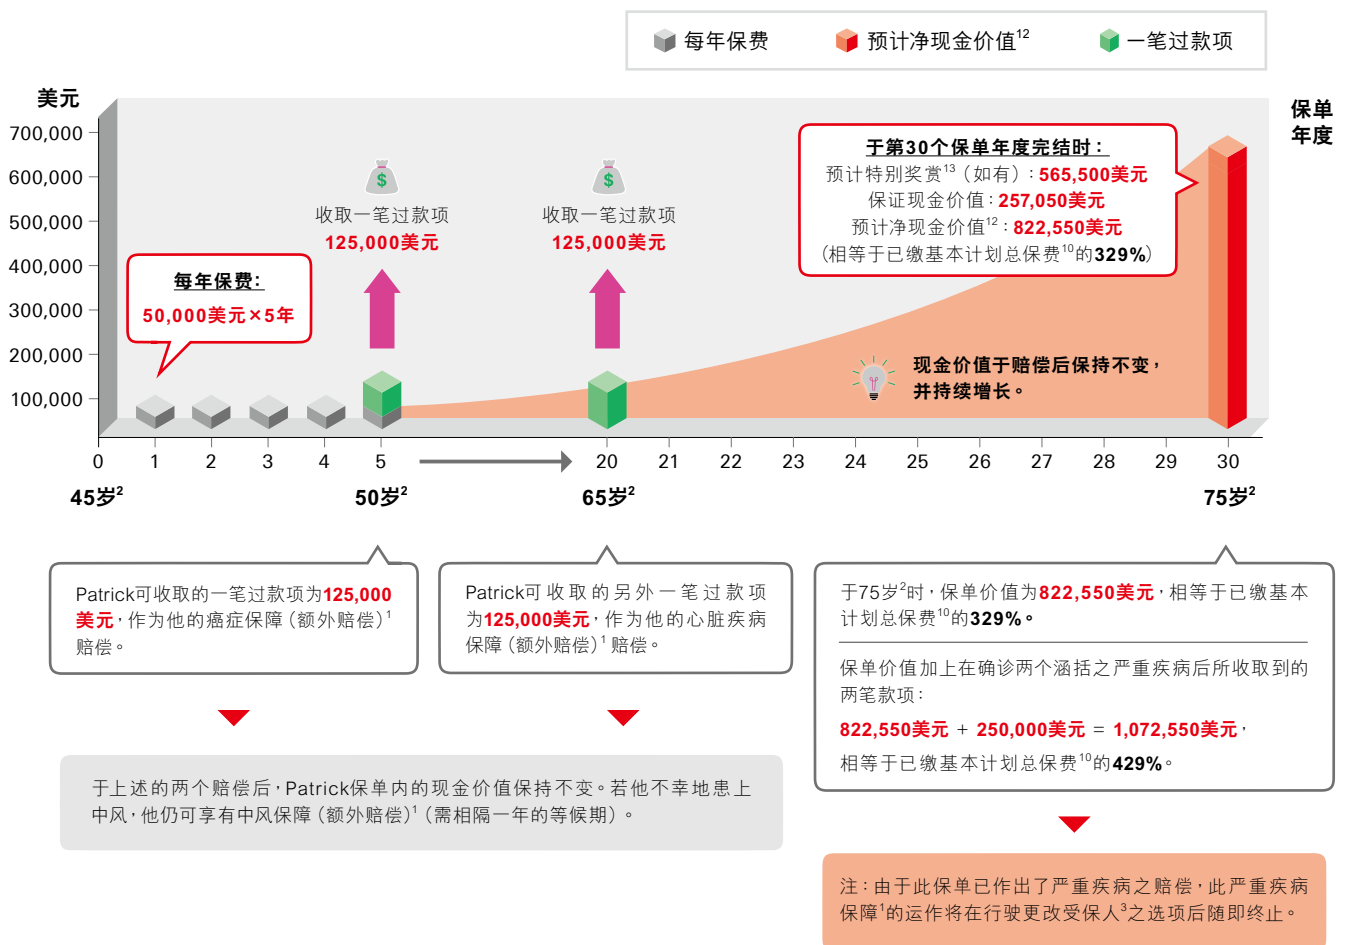 每年保费
预计净现金价值12
一笔过款项
美元
保单
年度
700,000
600,000
500,000
400,000
300,000
200,000
100,000
每年保费:
50,000美元×5年
$
收取一笔过款项
125,000美元
$
收取一笔过款项
125,000美元
于第30个保单年度完结时：
预计特别奖赏13（如有）：565,500美元
保证现金价值：257,050美元
预计净现金价值12：822,550美元
（相等于已缴基本计划总保费10的329%）
现金价值于赔偿后保持不变，
并持续增长。
0 1 2 3 4 5 20 21 22 23 24 25 26 27 28 29 30
45岁2 50岁2 65岁2 75岁2
Patrick可收取的一笔过款项为125,000
美元，作为他的癌症保障（额外赔偿）1
赔偿。
Patrick可收取的另外一笔过款项
为125,000美元，作为他的心脏疾病
保障（额外赔偿）1赔偿。
于75岁2时，保单价值为822,550美元，相等于已缴基本
计划总保费10的329%。
保单价值加上在确诊两个涵括之严重疾病后所收取到的
两笔款项：
822,550美元 + 250,000美元 = 1,072,550美元，
相等于已缴基本计划总保费10的429%。
于上述的两个赔偿后，Patrick保单内的现金价值保持不变。若他不幸地患上
中风，他仍可享有中风保障（额外赔偿）1（需相隔一年的等候期）。
注：由于此保单已作出了严重疾病之赔偿，此严重疾病
保障1的运作将在行驶更改受保人3之选项后随即终止。